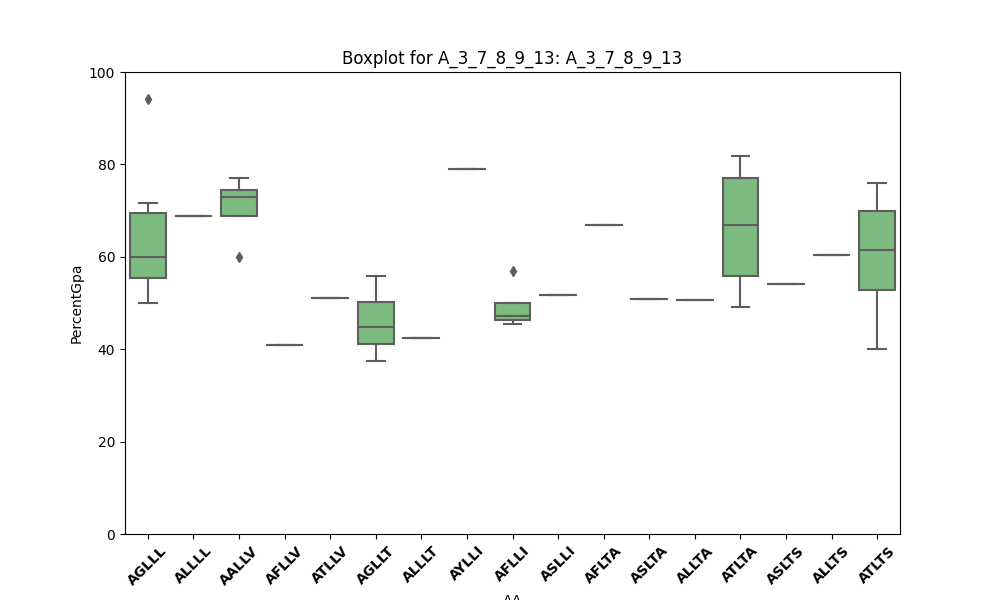 Boxplot for A_3_7_8_9_13: A_3_7_8_9_13
100
80
60
40
20
0
PercentGpa
AGLLL ALLLL AALLV AFLLV ATLLV AGLLT ALLLT AYLLI AFLLI ASLLI AFLTA ASLTA ALLTA ATLTA ASLTS ALLTS ATLTS
AA